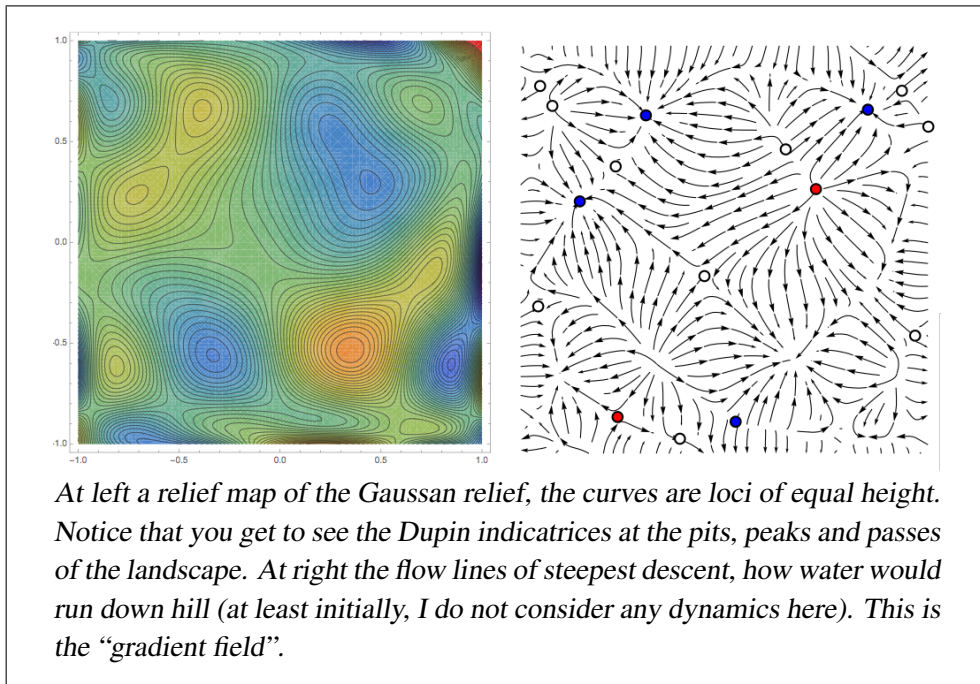 1.0
0.5
0.0
-0.5
-1.0
-1.0 -0.5 0.0 0.5 1.0
At left a relief map of the Gaussan relief, the curves are loci of equal height.
Notice that you get to see the Dupin indicatrices at the pits, peaks and passes
of the landscape. At right the flow lines of steepest descent, how water would
run down hill (at least initially, I do not consider any dynamics here). This is
the “gradient field”.